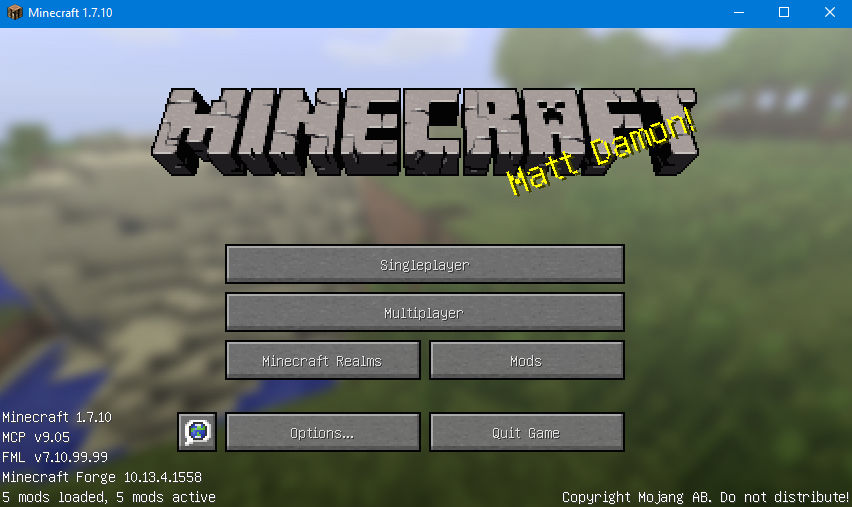 Minecraft 1.7.10
MINECRAFT
Matt Damon!
Singleplayer
Multiplayer
Minecraft Realms
Mods
Options...
Quit Game
Minecraft 1.7.10
MCP v9.05
FML v7.10.99.99
Minecraft Forge 10.13.4.1558
5 mods loaded, 5 mods active
Copyright Mojang AB. Do not distribute!